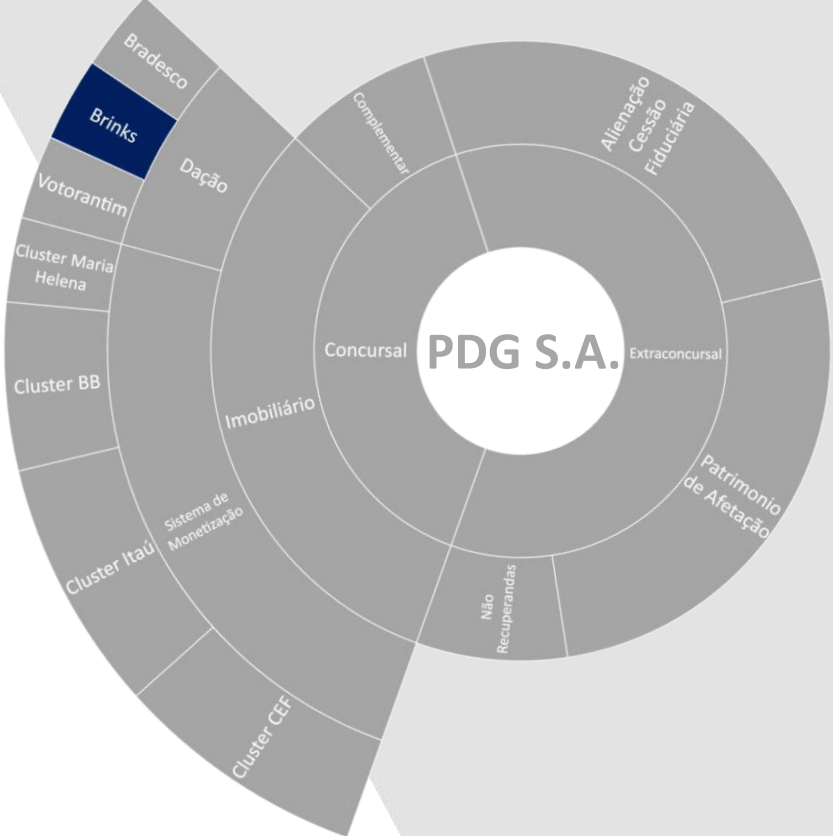 Bradesco
Brinks
Votorantim
Dação
Cluster Maria
Helena
Cluster BB
Cluster Itaú
Cluster CEF
Sistema de
Monetização
Imobiliário
Complementar
Concursal
PDG S.A.
Extraconcursal
Alienação
Cessão
Fiduciária
Patrimonio
de Afetação
Não
Recuperandas